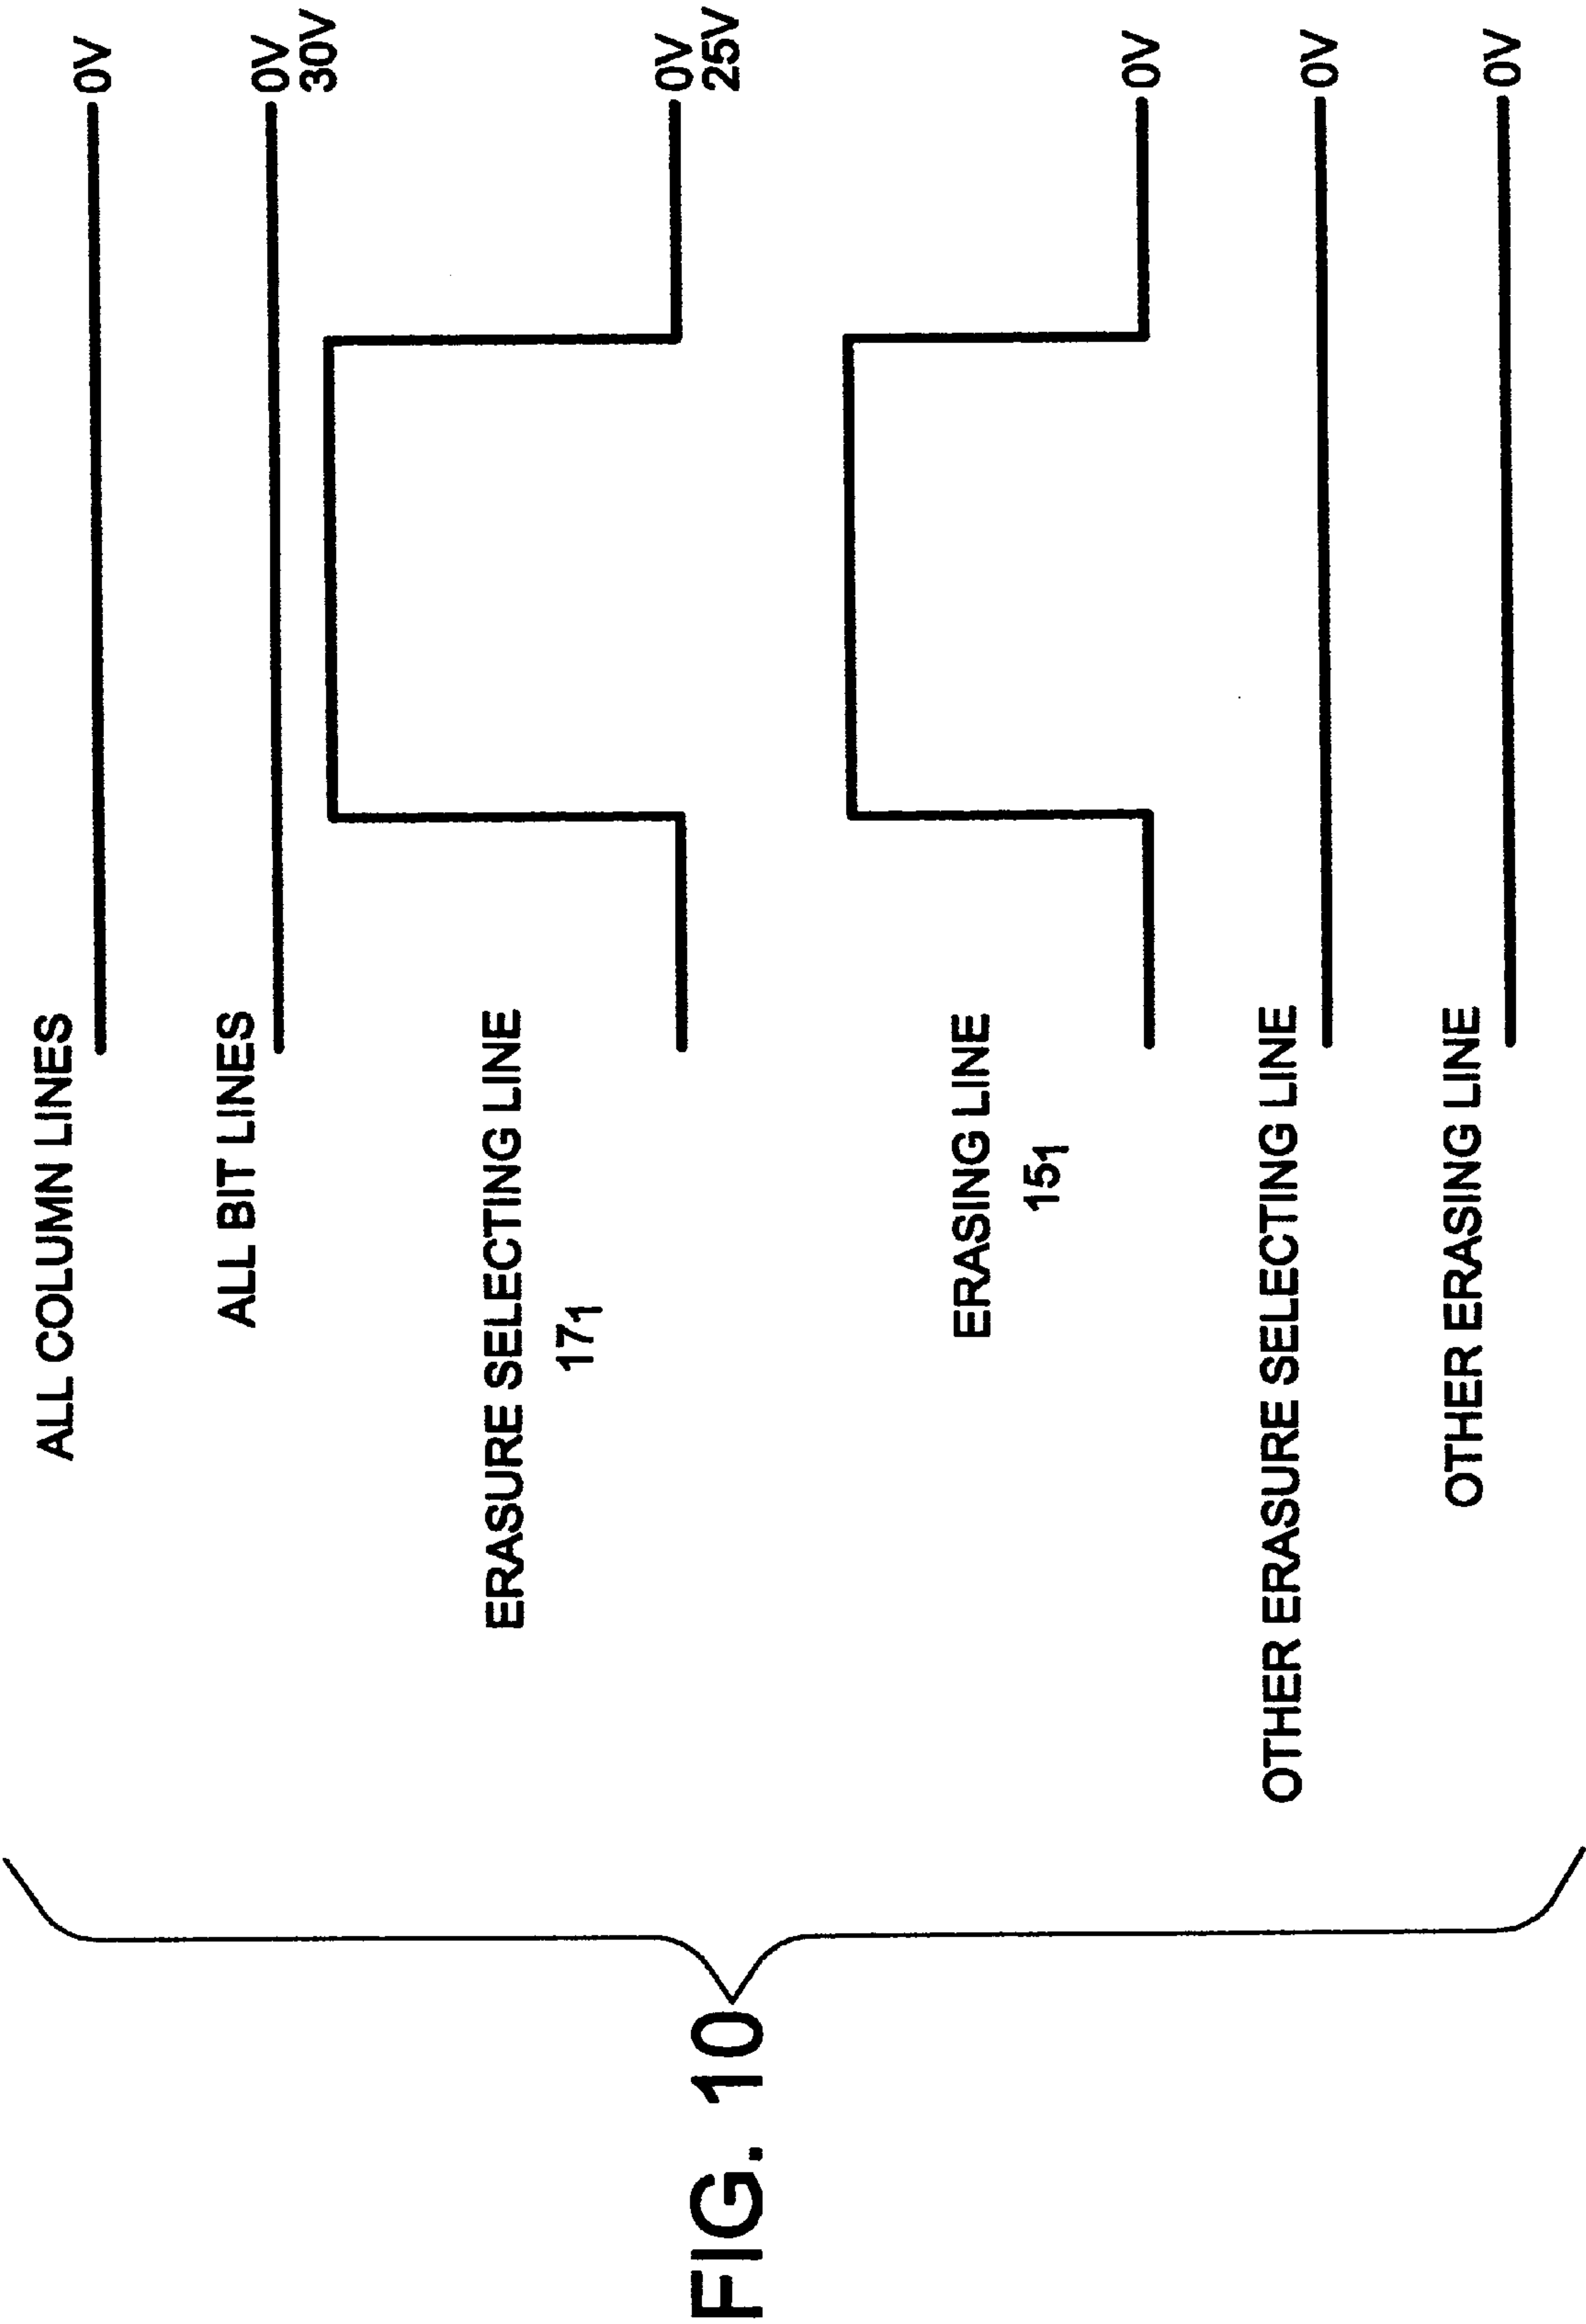 FIG. 10
ALL COLUMN LINES
0V
ALL BIT LINES
0V
30V
ERASURE SELECTING LINE
17₁
0V
25V
ERASING LINE
15₁
0V
OTHER ERASURE SELECTING LINE
0V
OTHER ERASING LINE
0V